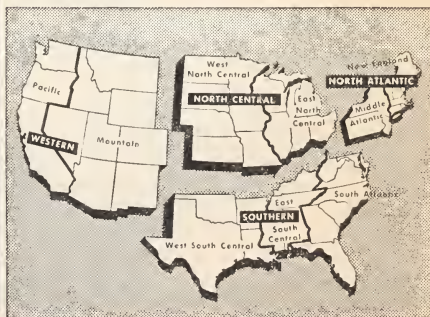 West
North Central
New England
NORTH ATLANTIC
Pacific
NORTH CENTRAL
East
North
Central
Middle
Atlantic
WESTERN
Mountain
East
South Atlantic
SOUTHERN
South
Central
West South Central